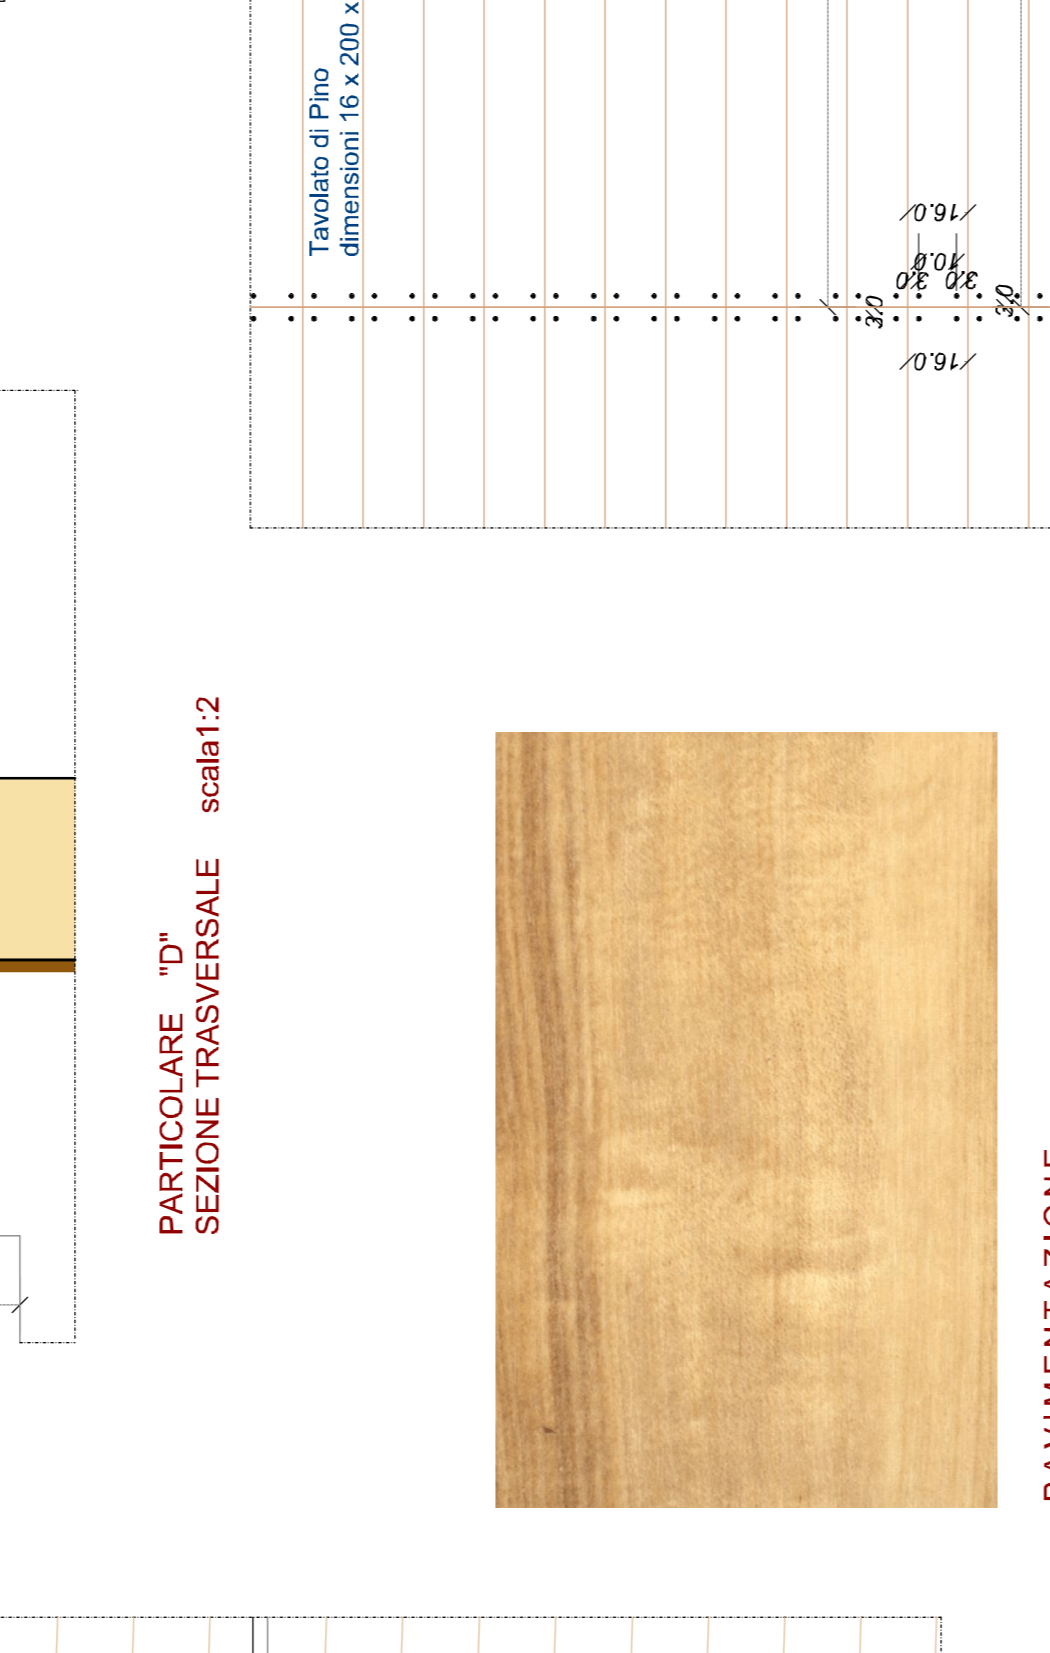 Tavolato di Pino
dimensioni 16 x 200 x
16.0
10.0
3.0
3.0
3.0
3.0
16.0
PARTICOLARE "D"
SEZIONE TRASVERSALE scala1:2